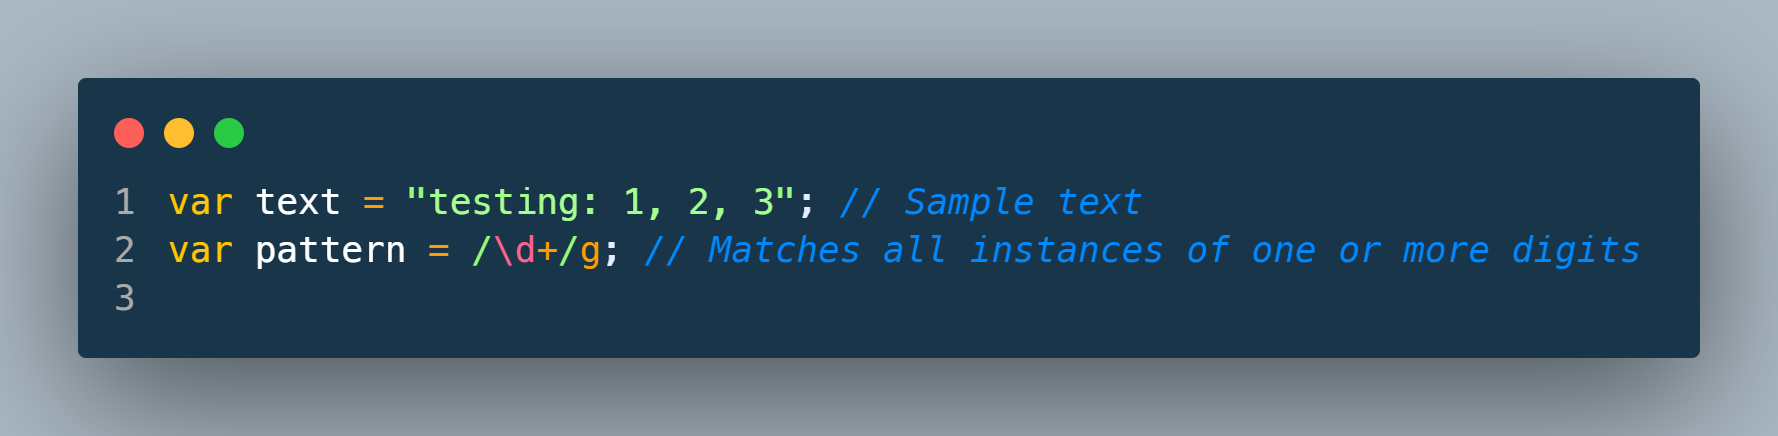 1 var text = "testing: 1, 2, 3"; // Sample text
2 var pattern = /\d+/g; // Matches all instances of one or more digits
3